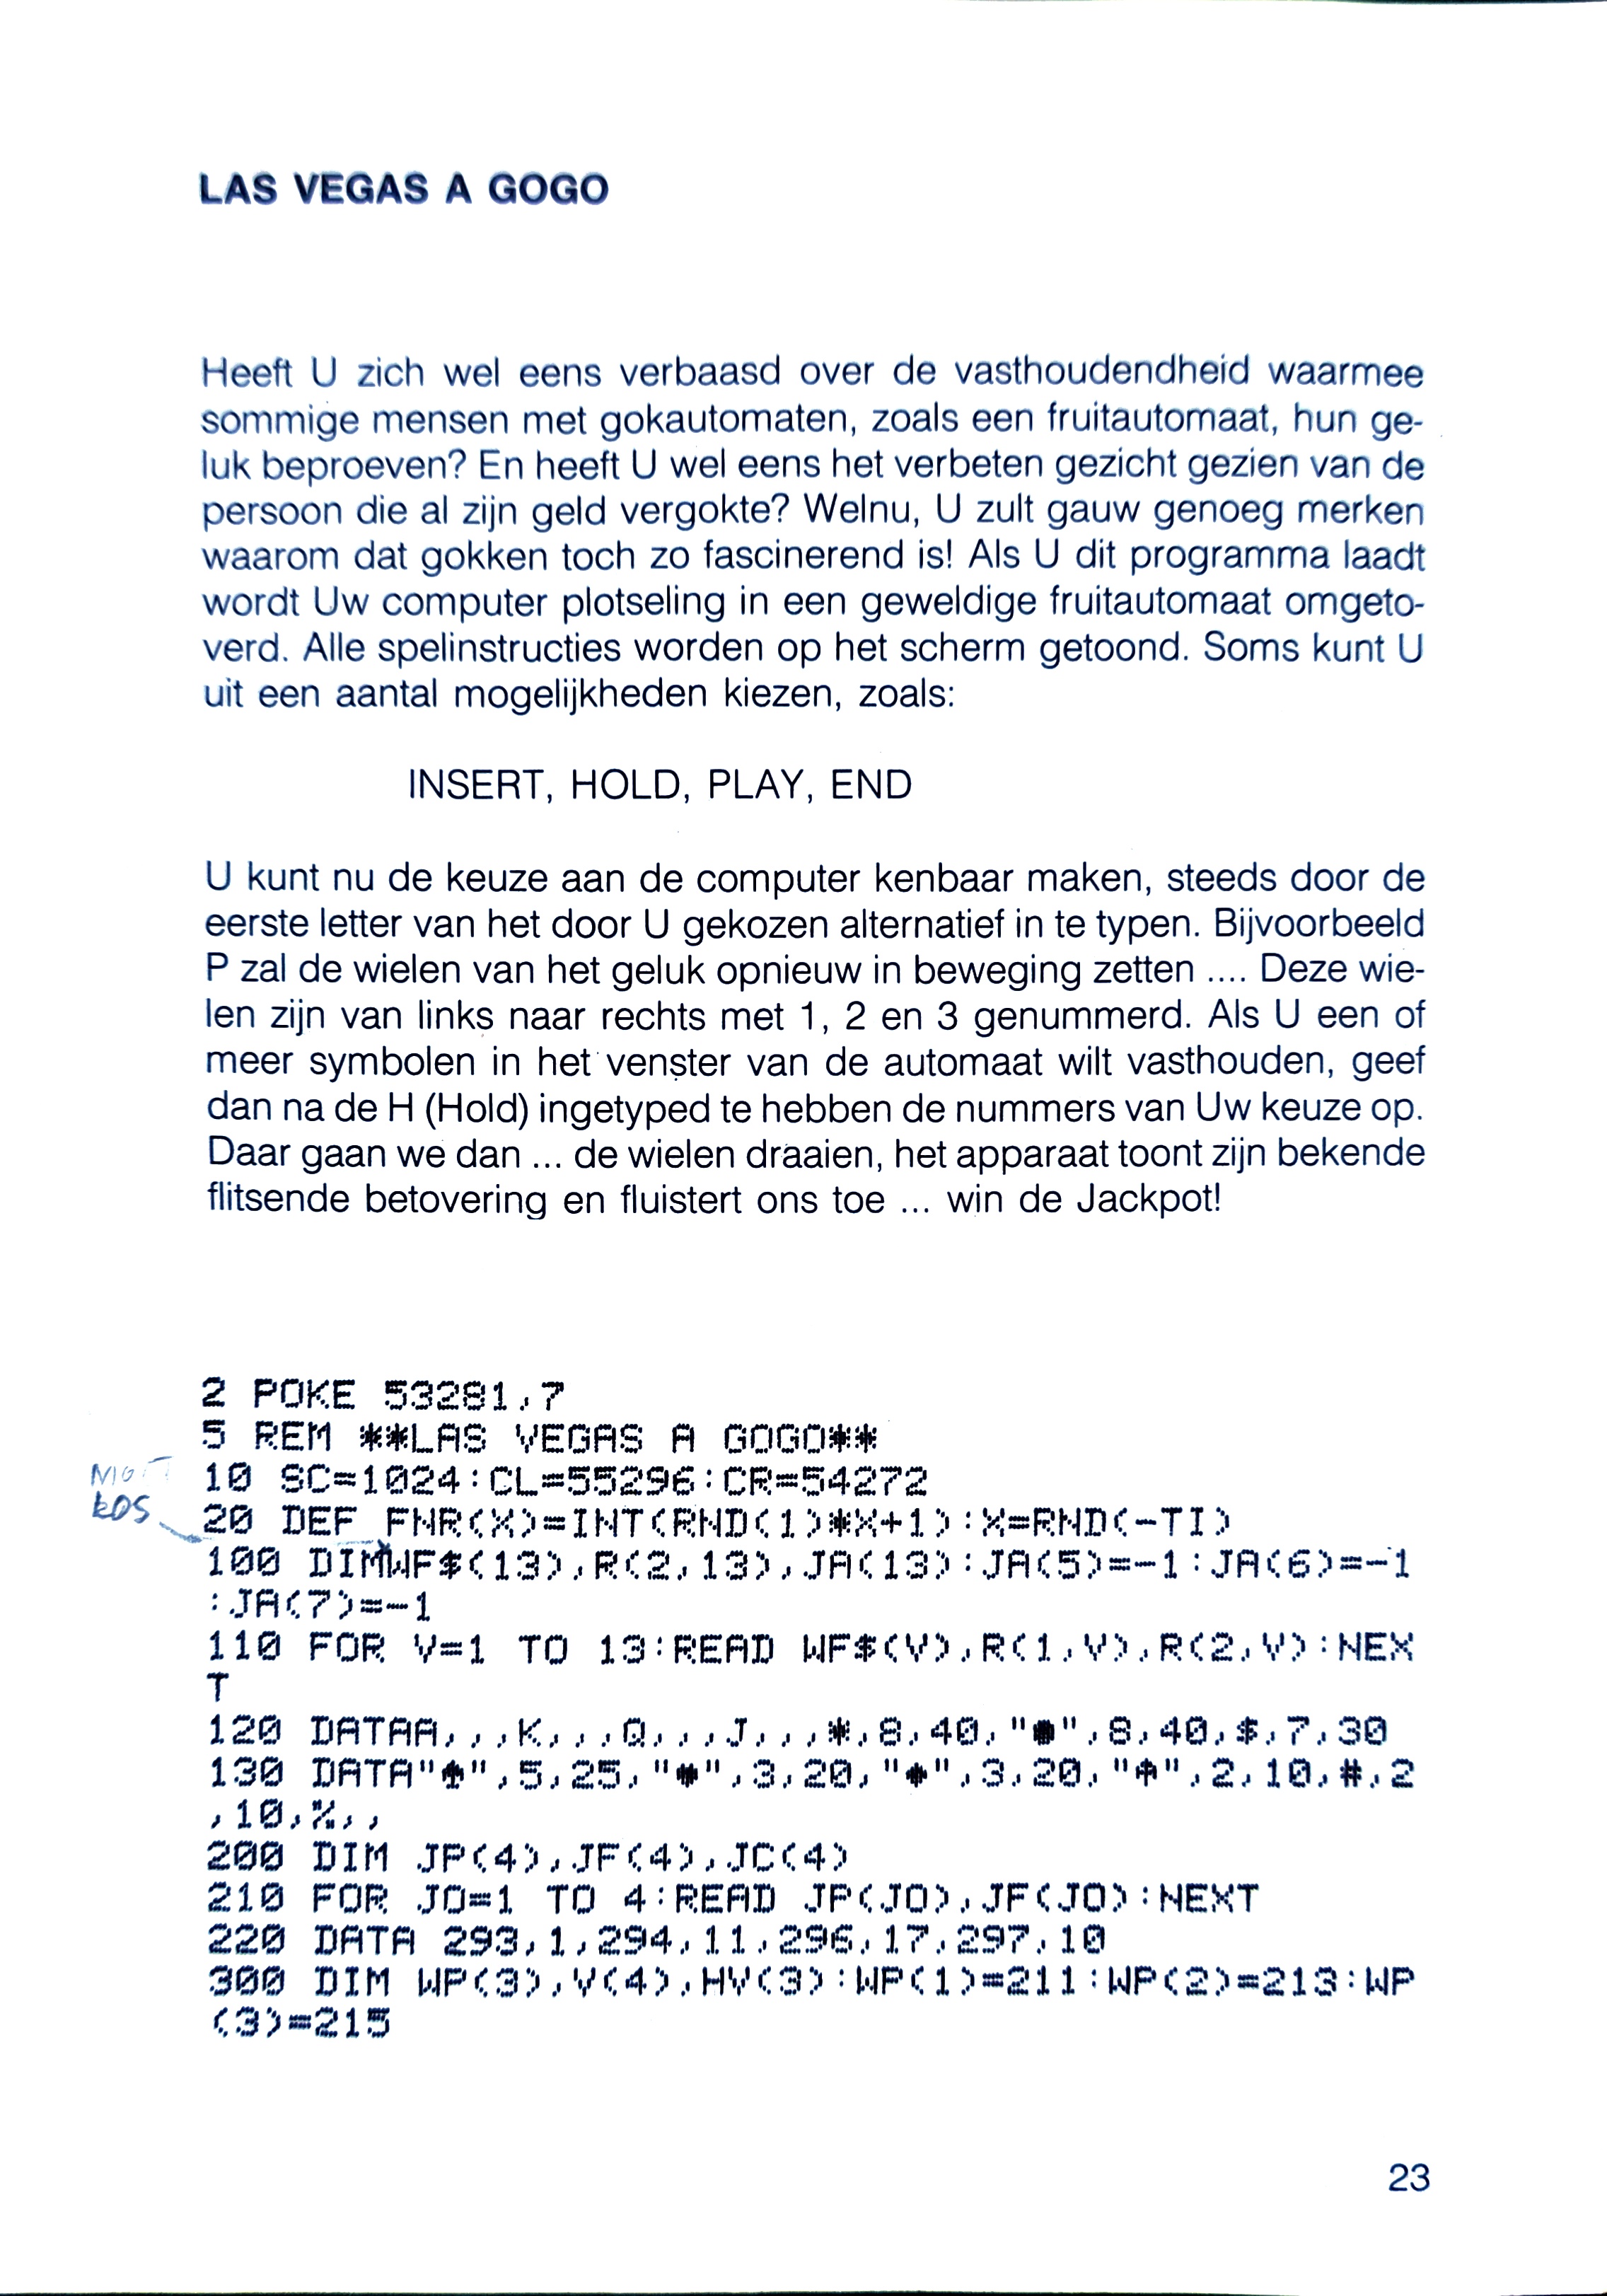 LAS VEGAS A GOGO
Heeft U zich wel eens verbaasd over de vasthoudendheid waarmee
sommige mensen met gokautomaten, zoals een fruitautomaat, hun ge-
luk beproeven? En heeft U wel eens het verbeten gezicht gezien van de
persoon die al zijn geld vergokte? Welnu, U zult gauw genoeg merken
waarom dat gokken toch zo fascinerend is! Als U dit programma laadt
wordt Uw computer plotseling in een geweldige fruitautomaat omgeto-
verd. Alle spelinstructies worden op het scherm getoond. Soms kunt U
uit een aantal mogelijkheden kiezen, zoals:
INSERT, HOLD, PLAY, END
U kunt nu de keuze aan de computer kenbaar maken, steeds door de
eerste letter van het door U gekozen alternatief in te typen. Bijvoorbeeld
P zal de wielen van het geluk opnieuw in beweging zetten .... Deze wie-
len zijn van links naar rechts met 1, 2 en 3 genummerd. Als U een of
meer symbolen in het venster van de automaat wilt vasthouden, geef
dan na de H (Hold) ingetyped te hebben de nummers van Uw keuze op.
Daar gaan we dan ... de wielen draaien, het apparaat toont zijn bekende
flitsende betovering en fluistert ons toe ... win de Jackpot!
2 POKE 53281,7
5 REM **LAS VEGAS A GOGO**
10 SC=1024:CL=55296:CR=54272
20 DEF FNR(X)=INT(RND(1)*X+1):X=RND(-TI)
100 DIMWF$(13),R(2,13),JA(13):JA(5)=-1:JA(6)=-1
:JA(7)=-1
110 FOR V=1 TO 13:READ WF$(V),R(1,V),R(2,V):NEX
T
120 DATAA,,,K,,,Q,,,J,,,*,8,40,"●",8,40,$,7,30
130 DATA"♠",5,25,"♥",3,20,"♦",3,20,"♣",2,10,#,2
,10,%,,
200 DIM JP(4),JF(4),JC(4)
210 FOR JO=1 TO 4:READ JP(JO),JF(JO):NEXT
220 DATA 293,1,294,11,296,17,297,10
300 DIM WP(3),V(4),HV(3):WP(1)=211:WP(2)=213:WP
(3)=215
23